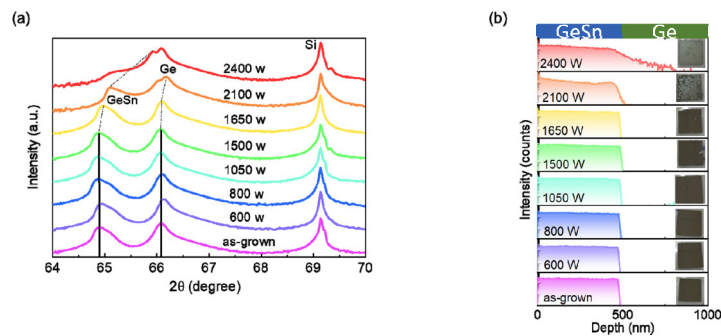 (a)
Si
2400 w
Ge
2100 w
GeSn
1650 w
1500 w
1050 w
800 w
600 w
as-grown
Intensity (a.u.)
64 65 66 67 68 69 70
2θ (degree)
(b)
GeSn Ge
2400 W
2100 W
1650 W
1500 W
1050 W
800 W
600 W
as-grown
Intensity (counts)
0 500 1000
Depth (nm)